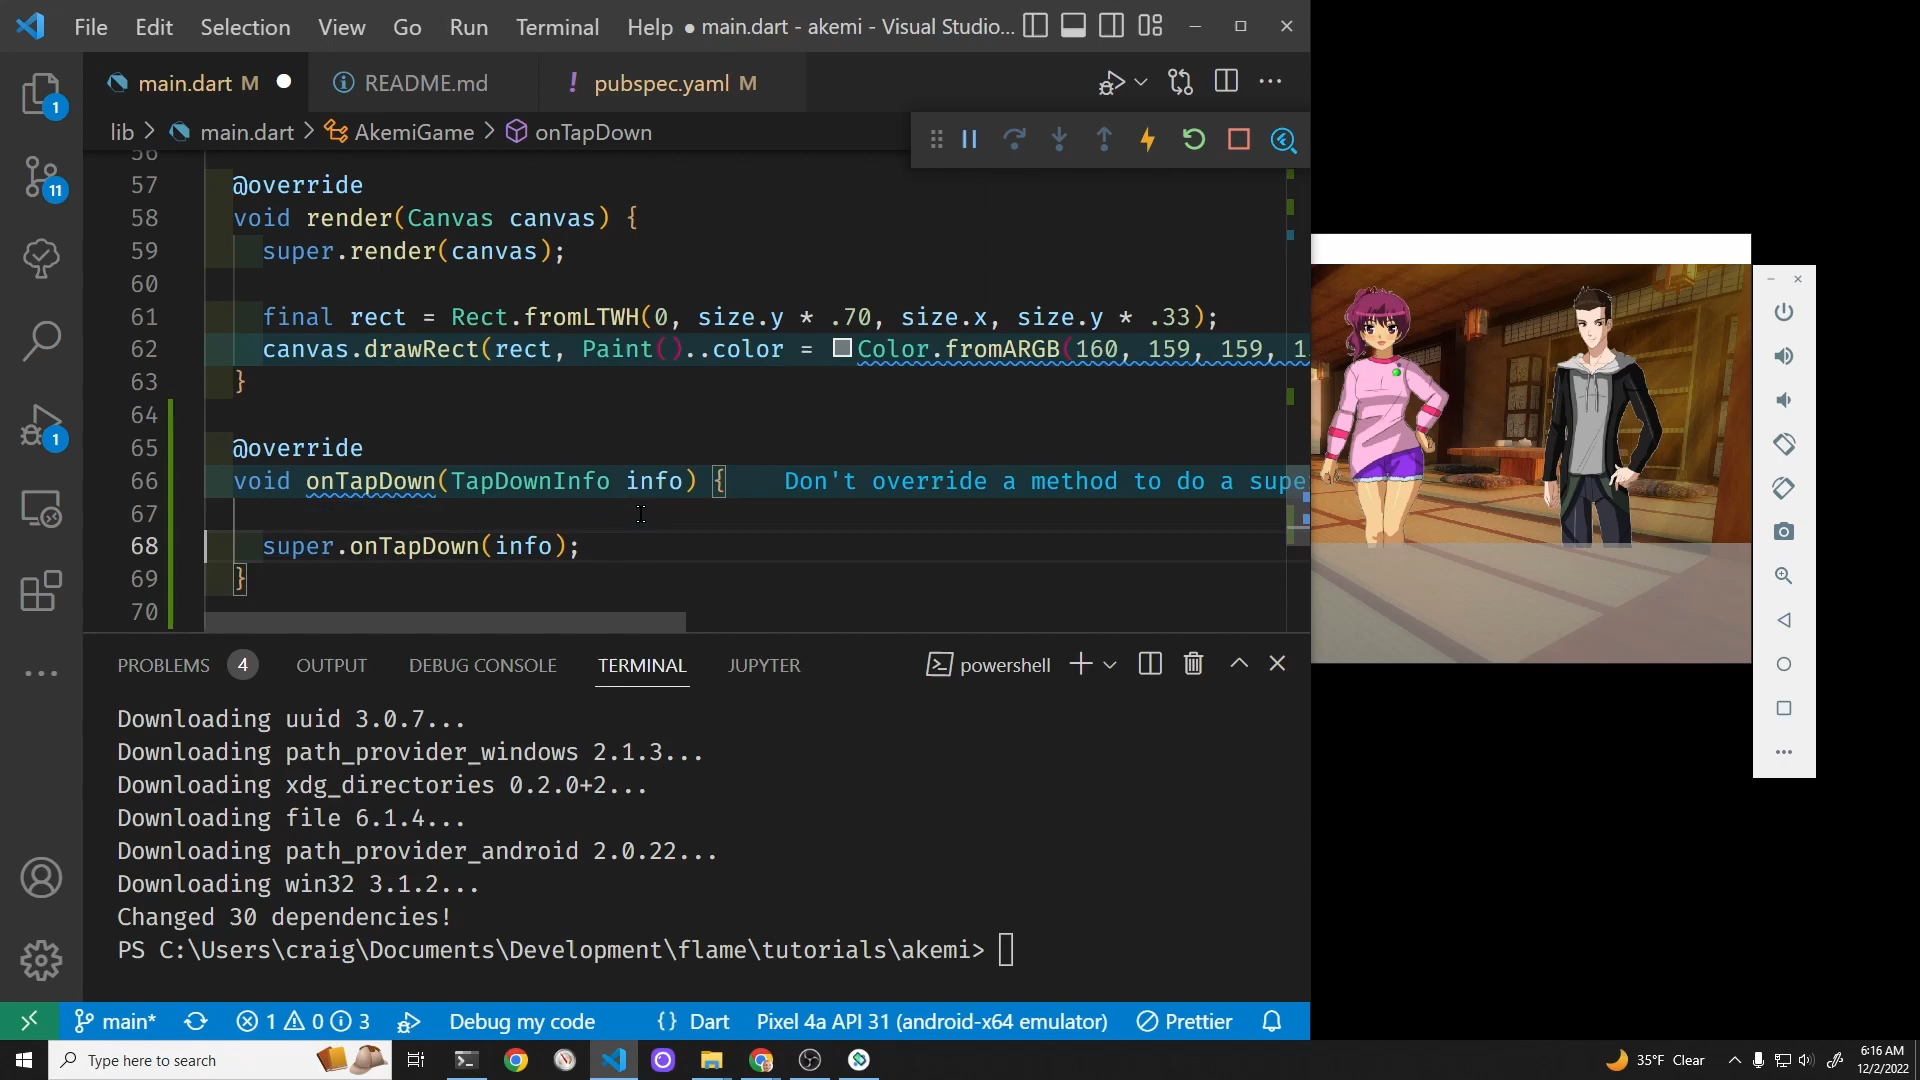 File Edit Selection View Go Run Terminal Help ● main.dart - akemi - Visual Studio...
main.dart M README.md ! pubspec.yaml M
lib > main.dart > AkemiGame > onTapDown
56
57 @override
58 void render(Canvas canvas) {
59 super.render(canvas);
60
61 final rect = Rect.fromLTWH(0, size.y * .70, size.x, size.y * .33);
62 canvas.drawRect(rect, Paint()..color = Color.fromARGB(160, 159, 159, 1
63 }
64
65 @override
66 void onTapDown(TapDownInfo info) { Don't override a method to do a supe
67
68 super.onTapDown(info);
69 }
70
PROBLEMS 4 OUTPUT DEBUG CONSOLE TERMINAL JUPYTER powershell
Downloading uuid 3.0.7...
Downloading path_provider_windows 2.1.3...
Downloading xdg_directories 0.2.0+2...
Downloading file 6.1.4...
Downloading path_provider_android 2.0.22...
Downloading win32 3.1.2...
Changed 30 dependencies!
PS C:\Users\craig\Documents\Development\flame\tutorials\akemi>
1
11
1
main* 1 0 3 Debug my code {} Dart Pixel 4a API 31 (android-x64 emulator) Prettier
Type here to search 35°F Clear 6:16 AM
12/2/2022